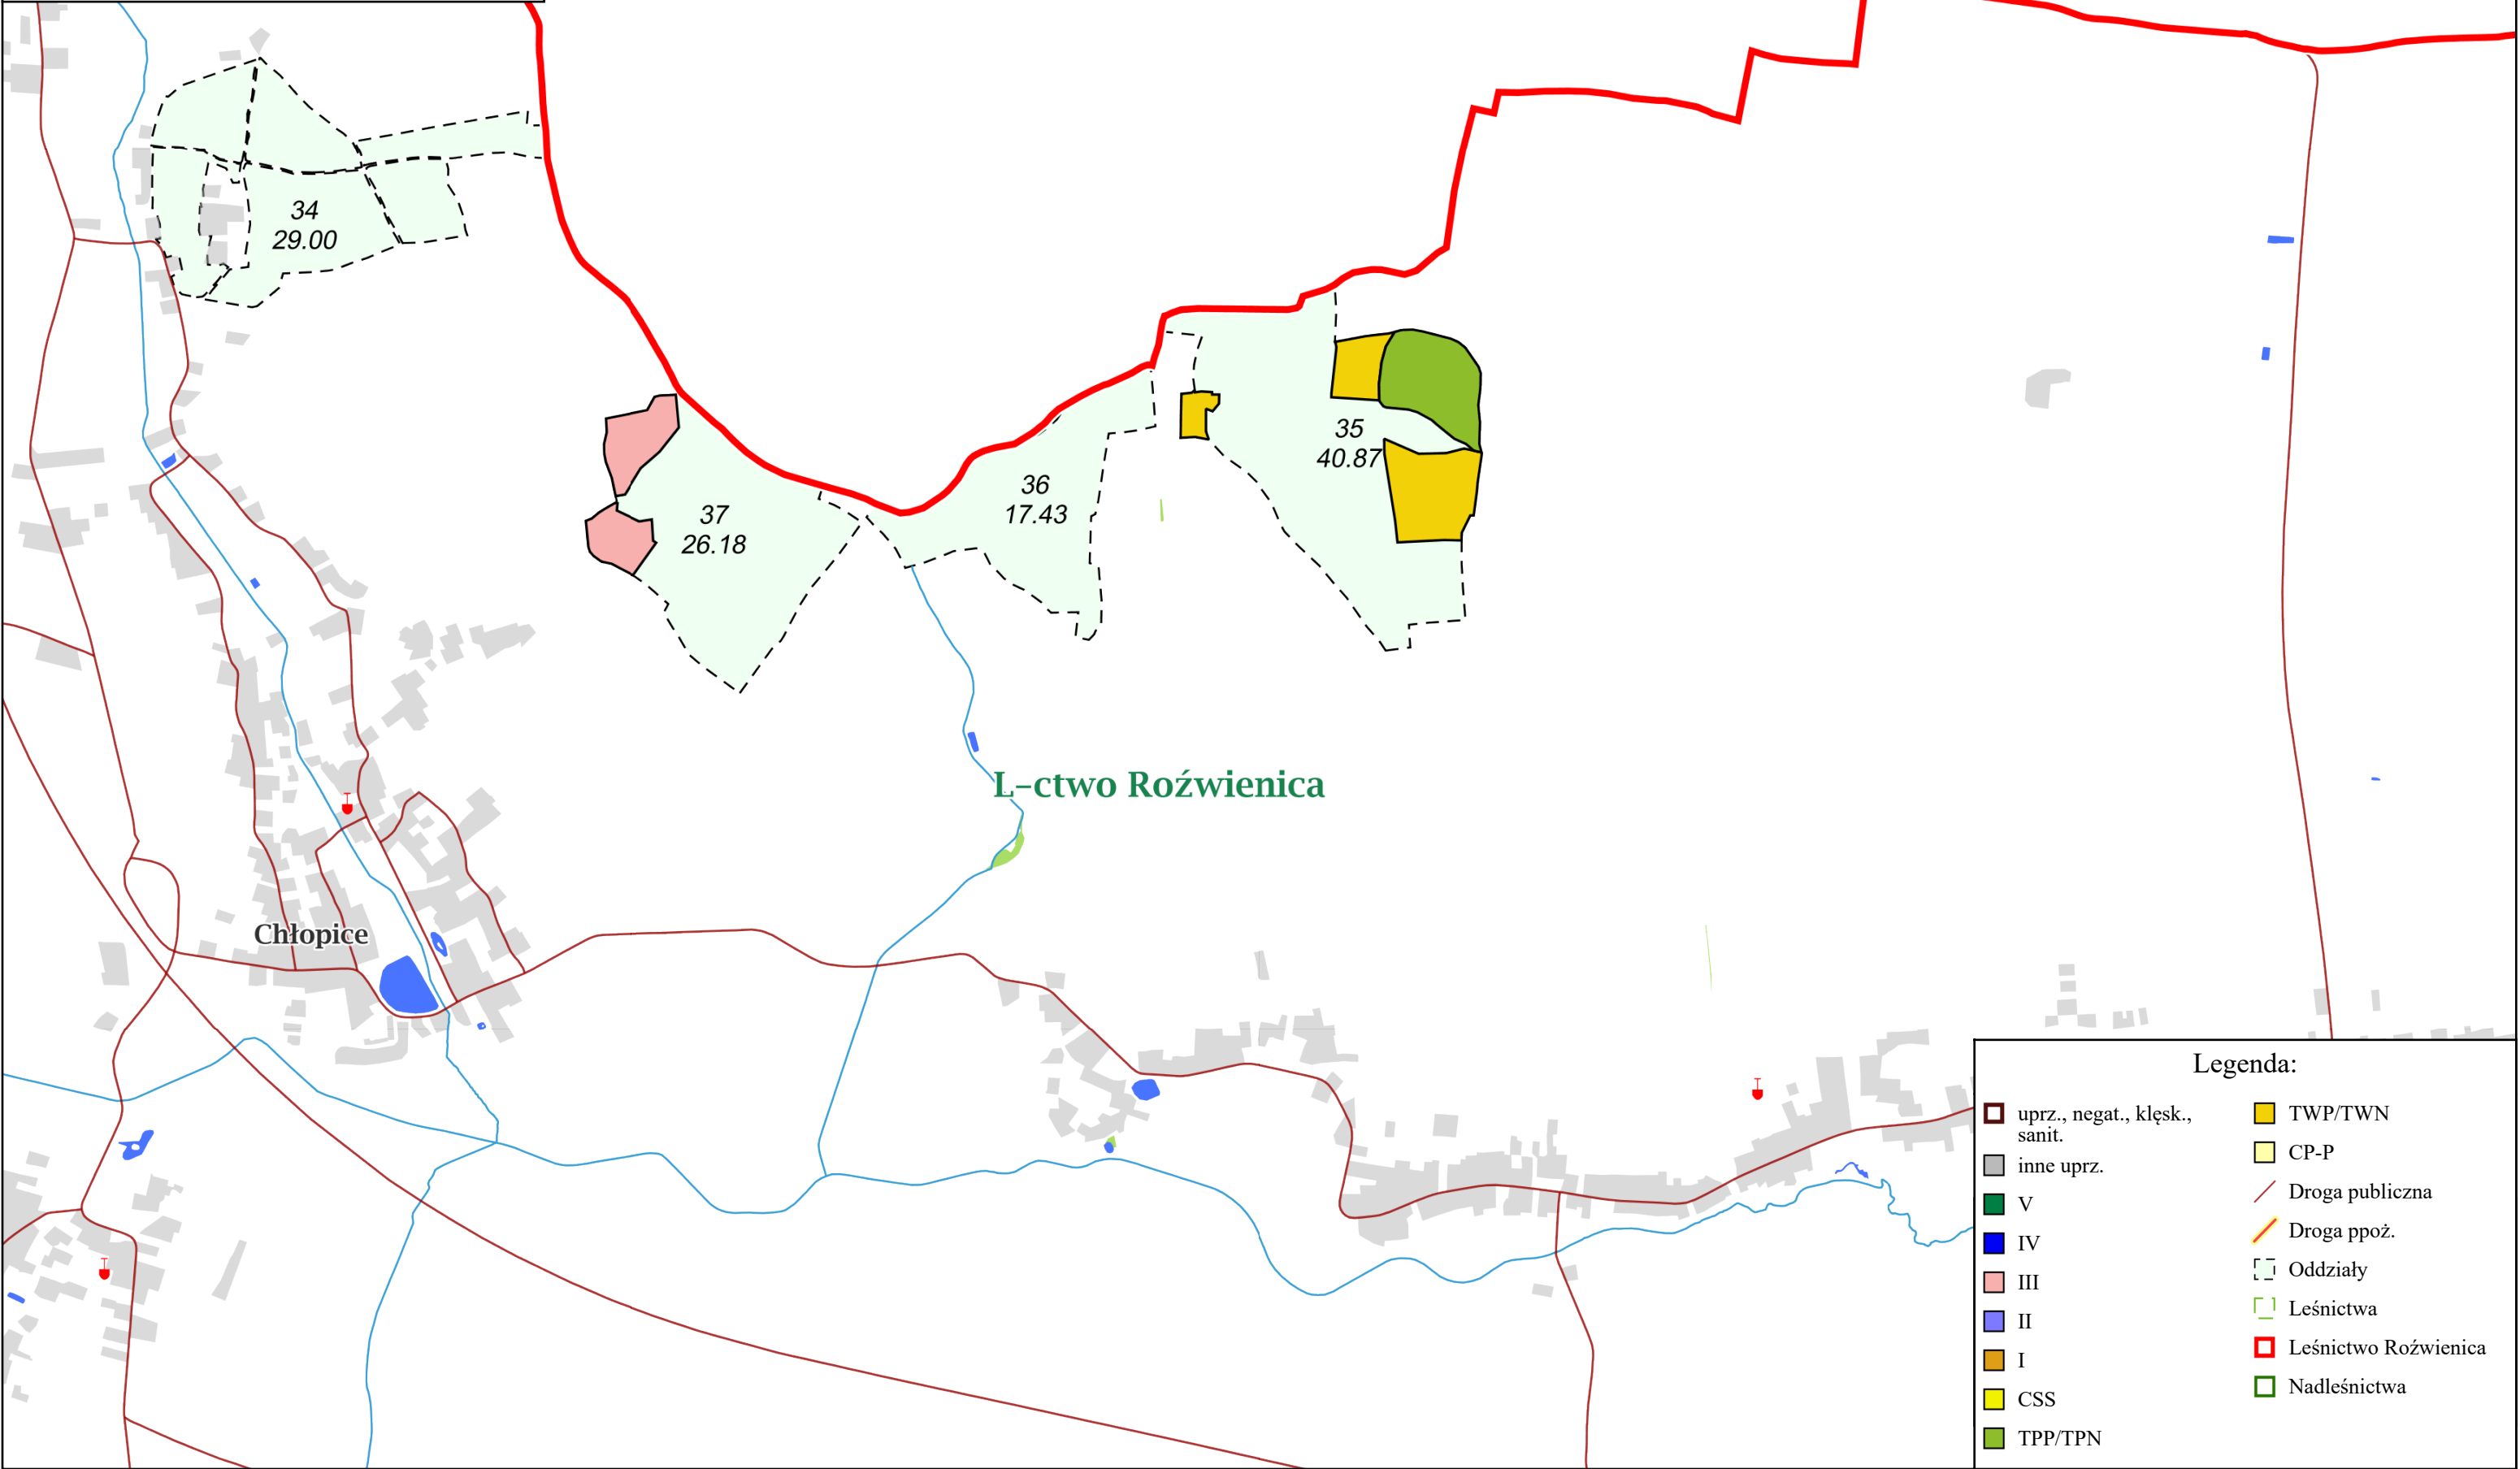 34
29.00
35
40.87
36
17.43
37
26.18
L-ctwo Roźwienica
Chłopice
Legenda:
uprz., negat., klęsk.,
sanit.
inne uprz.
V
IV
III
II
I
CSS
TPP/TPN
TWP/TWN
CP-P
Droga publiczna
Droga ppoż.
Oddziały
Leśnictwa
Leśnictwo Roźwienica
Nadleśnictwa